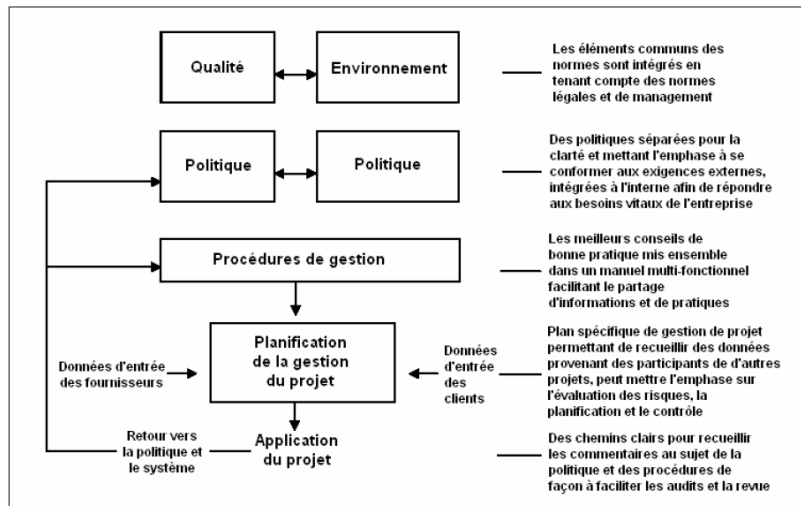 Qualité
Environnement
Les éléments communs des
normes sont intégrés en
tenant compte des normes
légales et de management
Politique
Politique
Des politiques séparées pour la
clarté et mettant l'emphase à se
conformer aux exigences externes,
intégrées à l'interne afin de répondre
aux besoins vitaux de l'entreprise
Procédures de gestion
Les meilleurs conseils de
bonne pratique mis ensemble
dans un manuel multi-fonctionnel
facilitant le partage
d'informations et de pratiques
Données d'entrée
des fournisseurs
Planification
de la gestion
du projet
Données
d'entrée
des
clients
Plan spécifique de gestion de projet
permettant de recueillir des données
provenant des participants de d'autres
projets, peut mettre l'emphase sur
l'évaluation des risques, la
planification et le contrôle
Retour vers
la politique et
le système
Application
du projet
Des chemins clairs pour recueillir
les commentaires au sujet de la
politique et des procédures de
façon à faciliter les audits et la revue